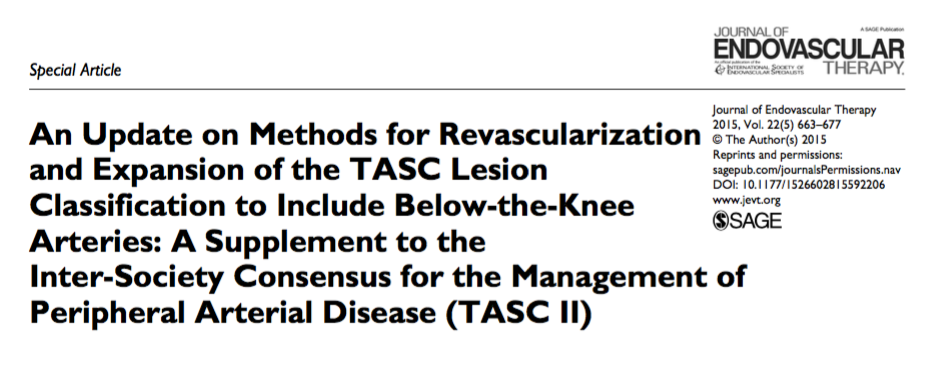 JOURNAL OF
A SAGE Publication
ENDOVASCULAR
An official publication of the
INTERNATIONAL SOCIETY OF
ENDOVASCULAR SPECIALISTS
THERAPY.
Special Article
An Update on Methods for Revascularization
and Expansion of the TASC Lesion
Classification to Include Below-the-Knee
Arteries: A Supplement to the
Inter-Society Consensus for the Management of
Peripheral Arterial Disease (TASC II)
Journal of Endovascular Therapy
2015, Vol. 22(5) 663–677
© The Author(s) 2015
Reprints and permissions:
sagepub.com/journalsPermissions.nav
DOI: 10.1177/1526602815592206
www.jevt.org
SAGE